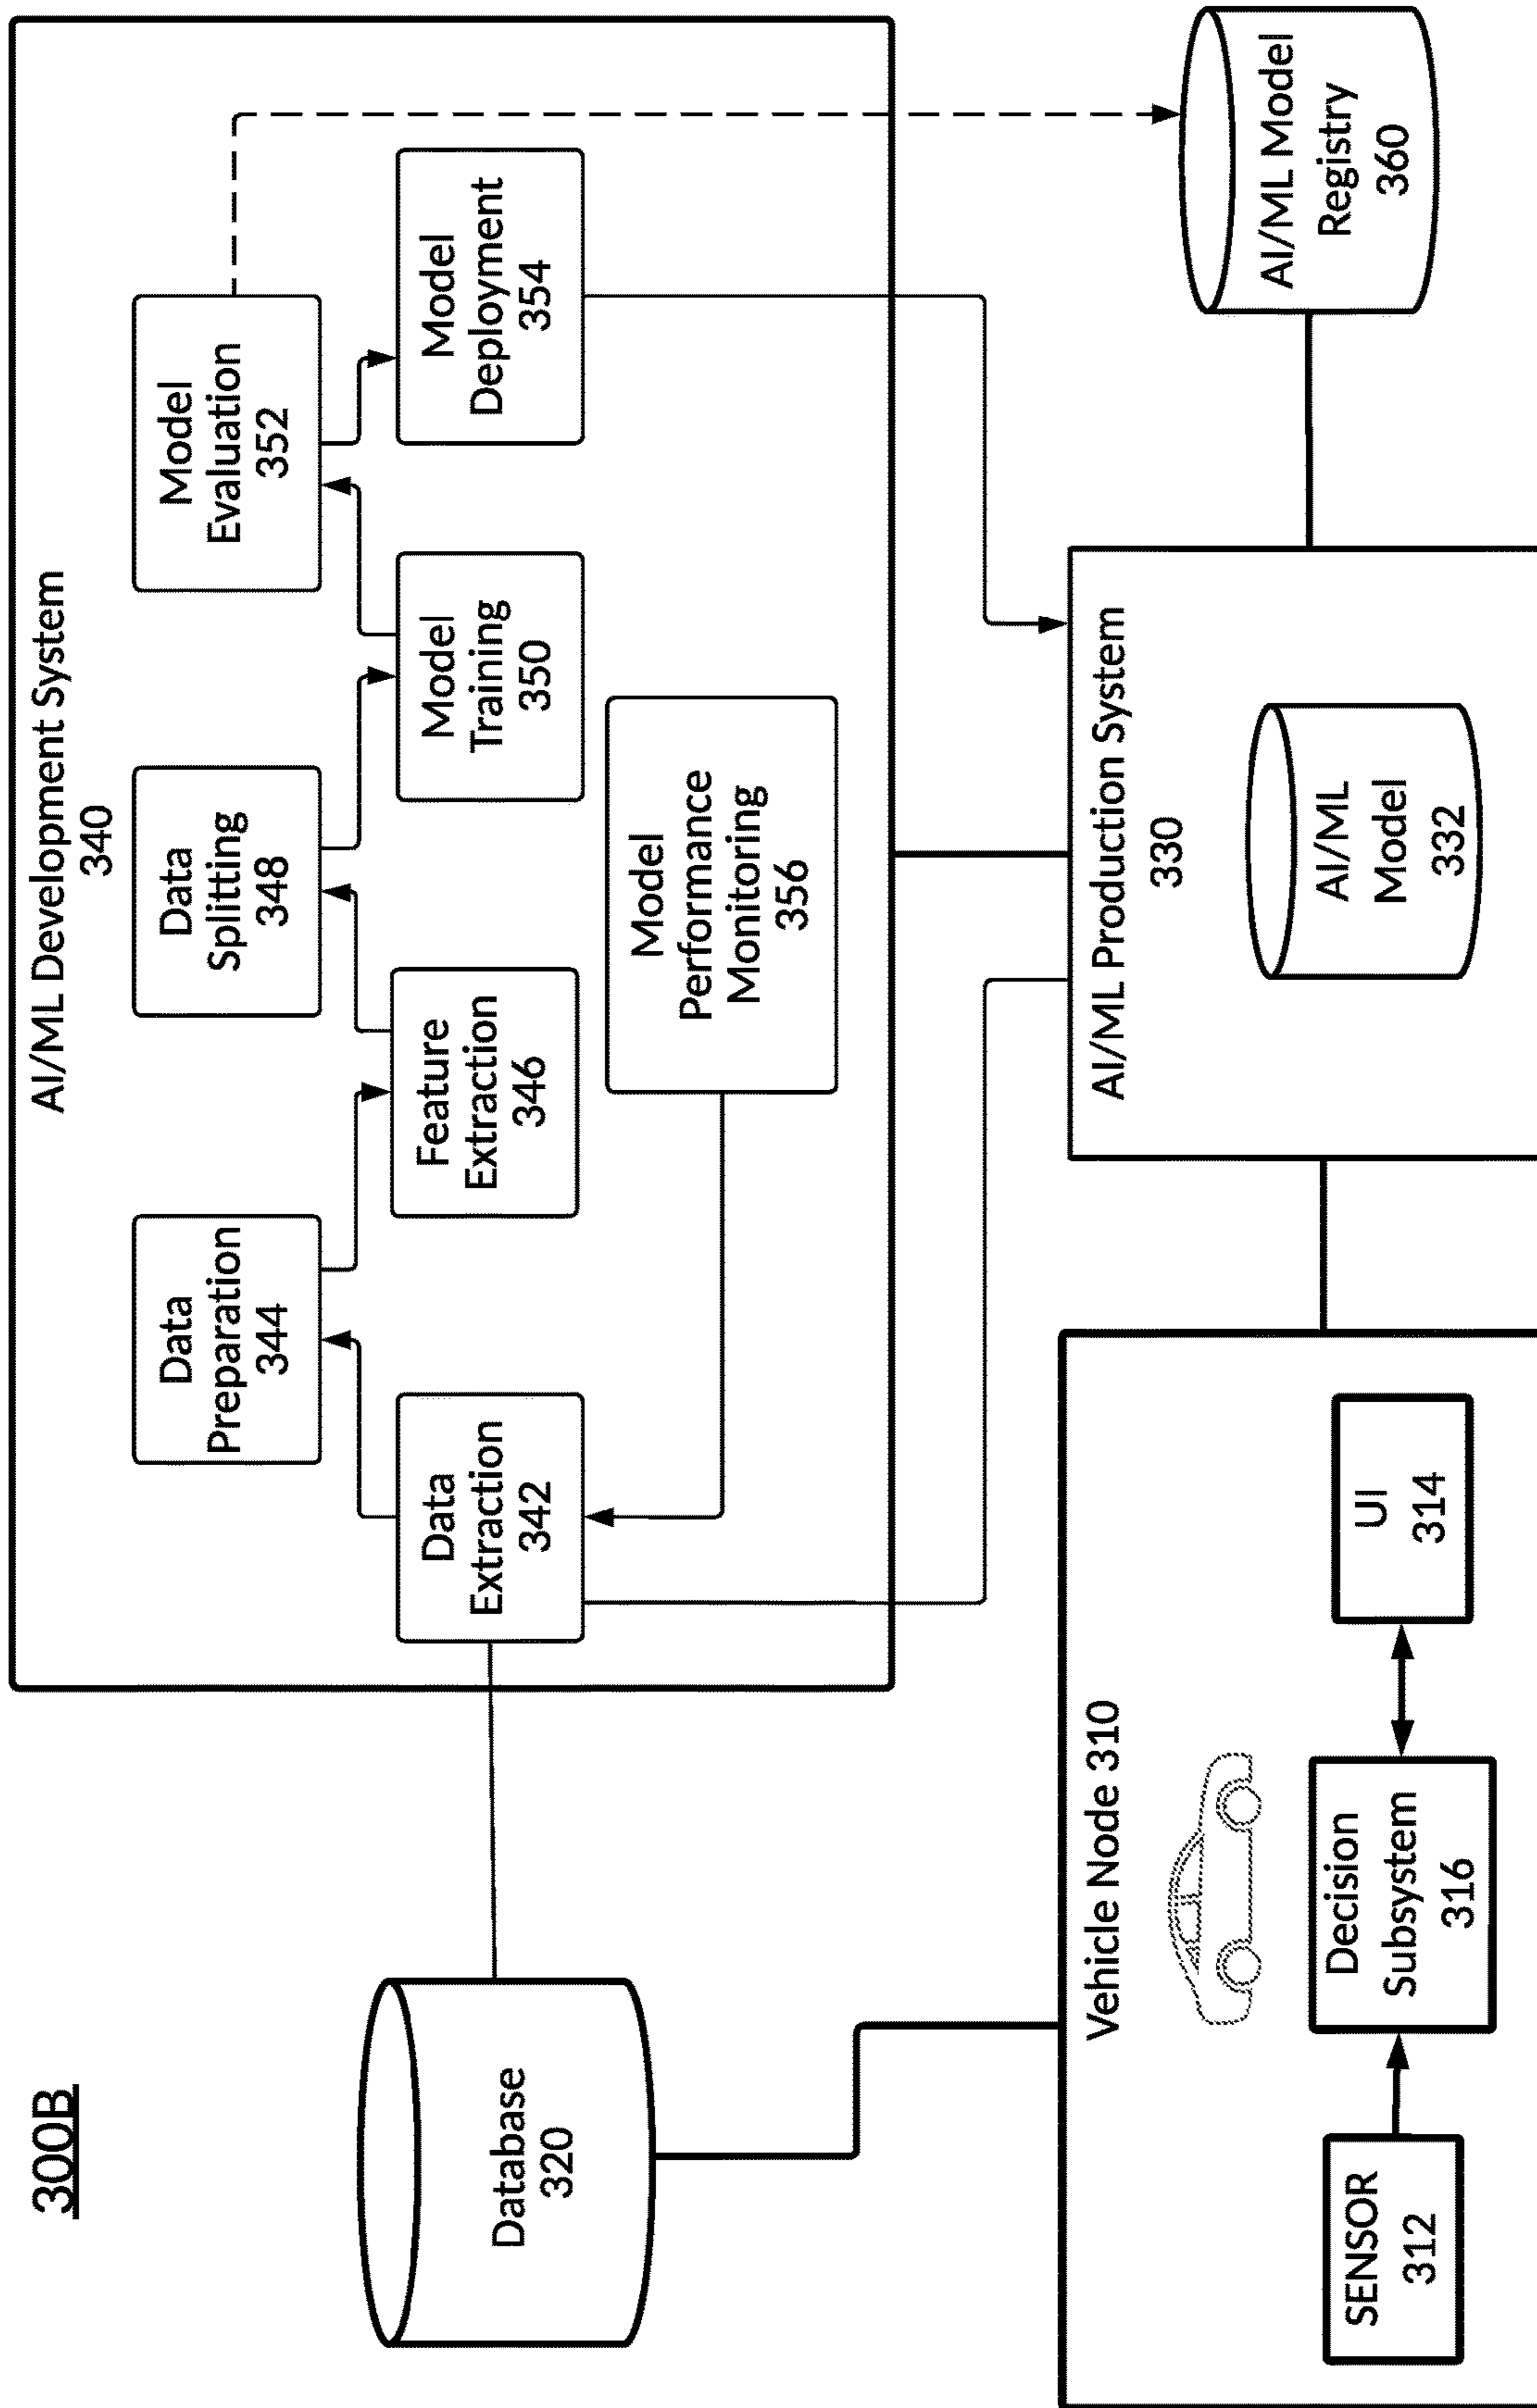 300B
AI/ML Development System
340
Data
Preparation
344
Data
Splitting
348
Model
Evaluation
352
Data
Extraction
342
Feature
Extraction
346
Model
Training
350
Model
Deployment
354
Model
Performance
Monitoring
356
Database
320
Vehicle Node 310
SENSOR
312
Decision
Subsystem
316
UI
314
AI/ML Production System
330
AI/ML
Model
332
AI/ML Model
Registry
360